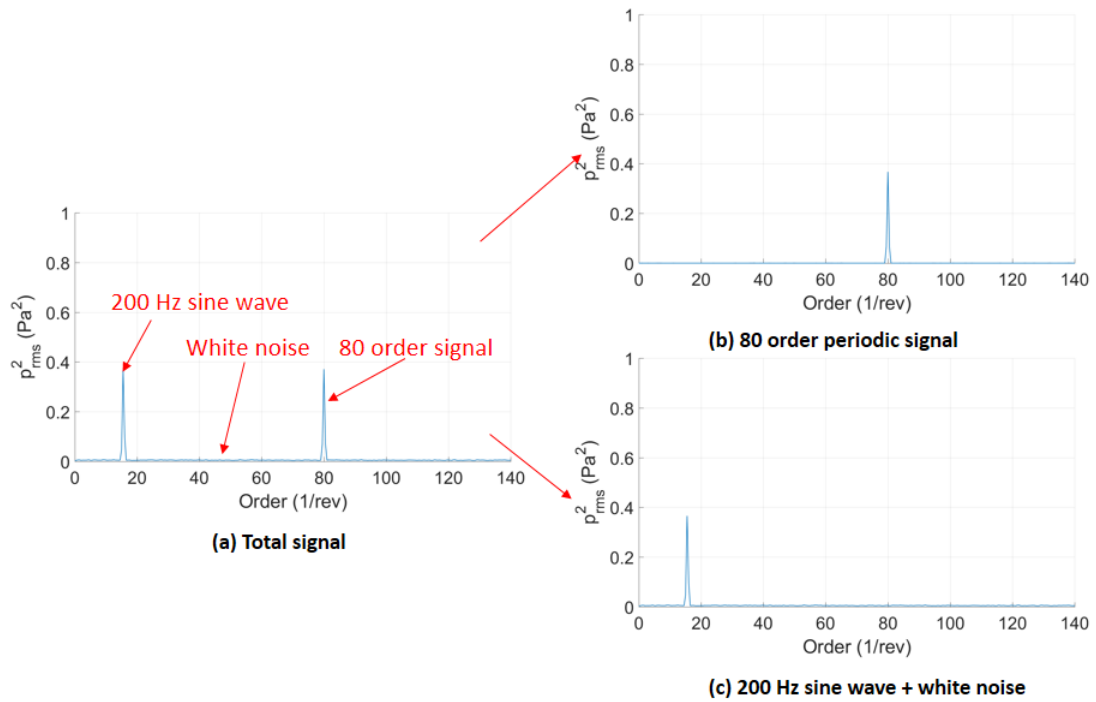 1
0.8
0.6
0.4
0.2
0
p²rms (Pa²)
200 Hz sine wave
White noise
80 order signal
0 20 40 60 80 100 120 140
Order (1/rev)
(a) Total signal
1
0.8
0.6
0.4
0.2
0
p²rms (Pa²)
0 20 40 60 80 100 120 140
Order (1/rev)
(b) 80 order periodic signal
1
0.8
0.6
0.4
0.2
0
p²rms (Pa²)
0 20 40 60 80 100 120 140
Order (1/rev)
(c) 200 Hz sine wave + white noise